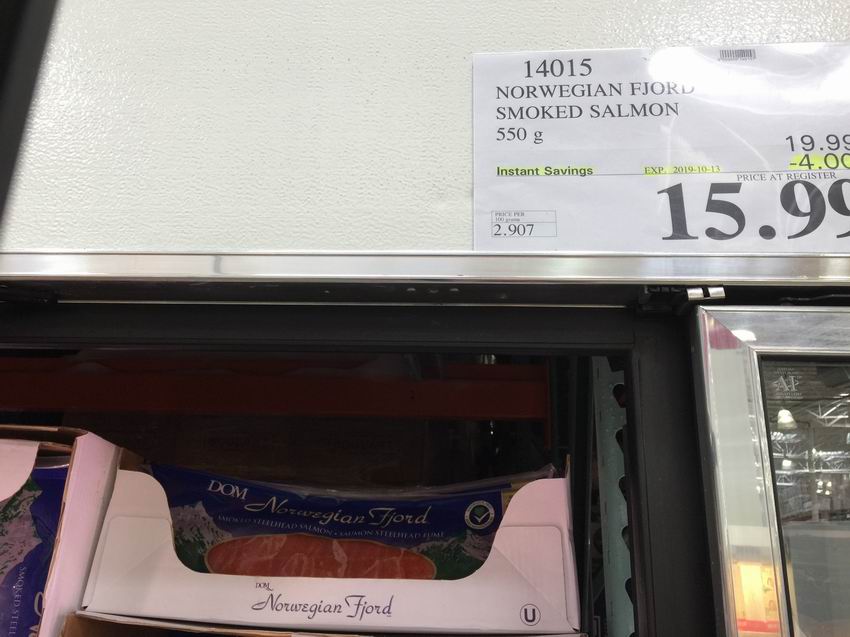 14015
NORWEGIAN FJORD
SMOKED SALMON
550 g
19.99
-4.00
Instant Savings EXP. 2019-10-13
PRICE AT REGISTER
15.99
PRICE PER
100 grams
2.907
DOM
Norwegian Fjord
SMOKED STEELHEAD SALMON • SAUMON STEELHEAD FUMÉ
DOM
Norwegian Fjord
U
SMOKED STEE